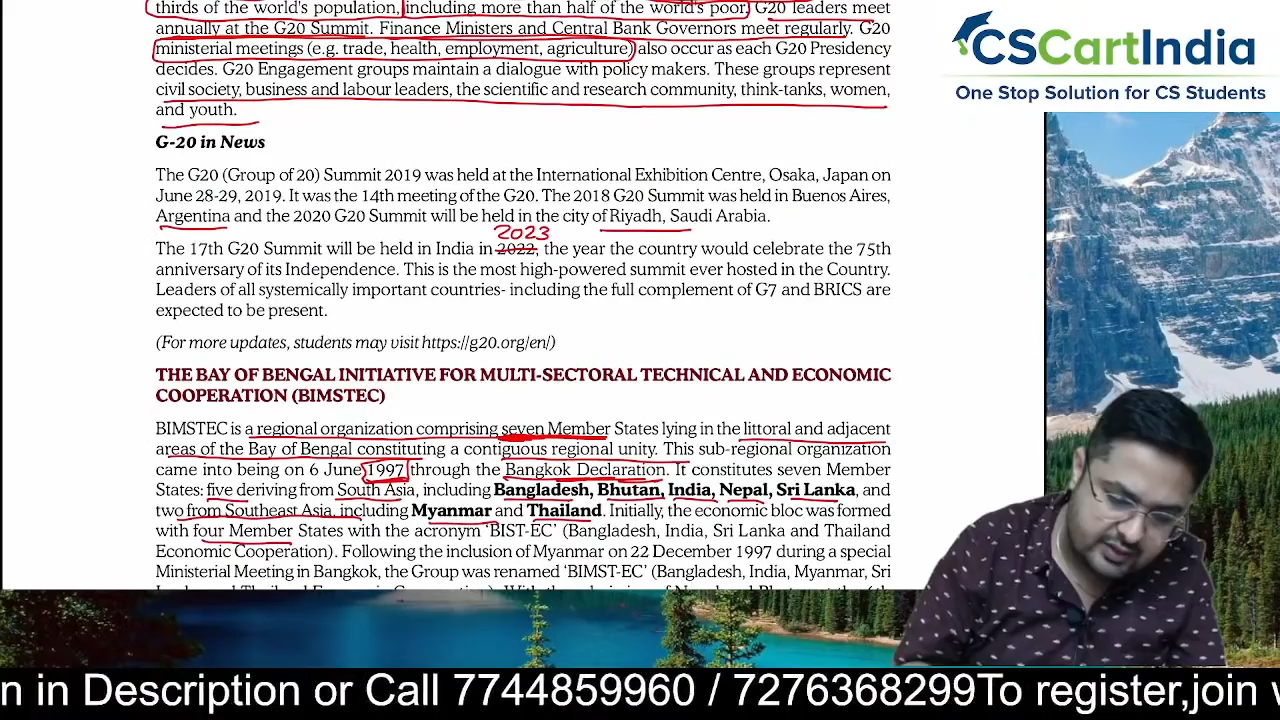 thirds of the world's population, including more than half of the world's poor. G20 leaders meet
annually at the G20 Summit. Finance Ministers and Central Bank Governors meet regularly. G20
ministerial meetings (e.g. trade, health, employment, agriculture) also occur as each G20 Presidency
decides. G20 Engagement groups maintain a dialogue with policy makers. These groups represent
civil society, business and labour leaders, the scientific and research community, think-tanks, women,
and youth.
G-20 in News
The G20 (Group of 20) Summit 2019 was held at the International Exhibition Centre, Osaka, Japan on
June 28-29, 2019. It was the 14th meeting of the G20. The 2018 G20 Summit was held in Buenos Aires,
Argentina and the 2020 G20 Summit will be held in the city of Riyadh, Saudi Arabia.
2023
The 17th G20 Summit will be held in India in 2022, the year the country would celebrate the 75th
anniversary of its Independence. This is the most high-powered summit ever hosted in the Country.
Leaders of all systemically important countries- including the full complement of G7 and BRICS are
expected to be present.
(For more updates, students may visit https://g20.org/en/)
THE BAY OF BENGAL INITIATIVE FOR MULTI-SECTORAL TECHNICAL AND ECONOMIC
COOPERATION (BIMSTEC)
BIMSTEC is a regional organization comprising seven Member States lying in the littoral and adjacent
areas of the Bay of Bengal constituting a contiguous regional unity. This sub-regional organization
came into being on 6 June 1997 through the Bangkok Declaration. It constitutes seven Member
States: five deriving from South Asia, including Bangladesh, Bhutan, India, Nepal, Sri Lanka, and
two from Southeast Asia, including Myanmar and Thailand. Initially, the economic bloc was formed
with four Member States with the acronym 'BIST-EC' (Bangladesh, India, Sri Lanka and Thailand
Economic Cooperation). Following the inclusion of Myanmar on 22 December 1997 during a special
Ministerial Meeting in Bangkok, the Group was renamed 'BIMST-EC' (Bangladesh, India, Myanmar, Sri
CSCartIndia
One Stop Solution for CS Students
n in Description or Call 7744859960 / 7276368299To register,join